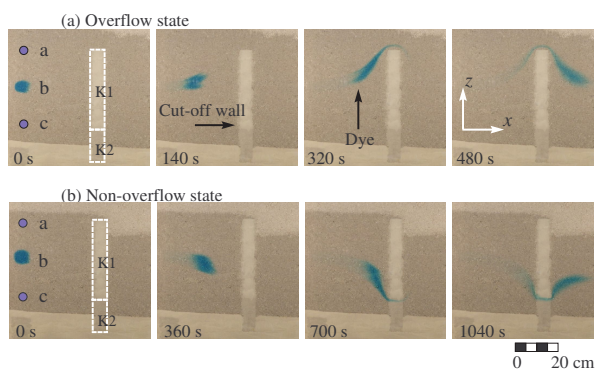 (a) Overflow state
a
b
c
K1
K2
0 s
Cut-off wall
140 s
Dye
320 s
z
x
480 s
(b) Non-overflow state
a
b
c
K1
K2
0 s
360 s
700 s
1040 s
0 20 cm